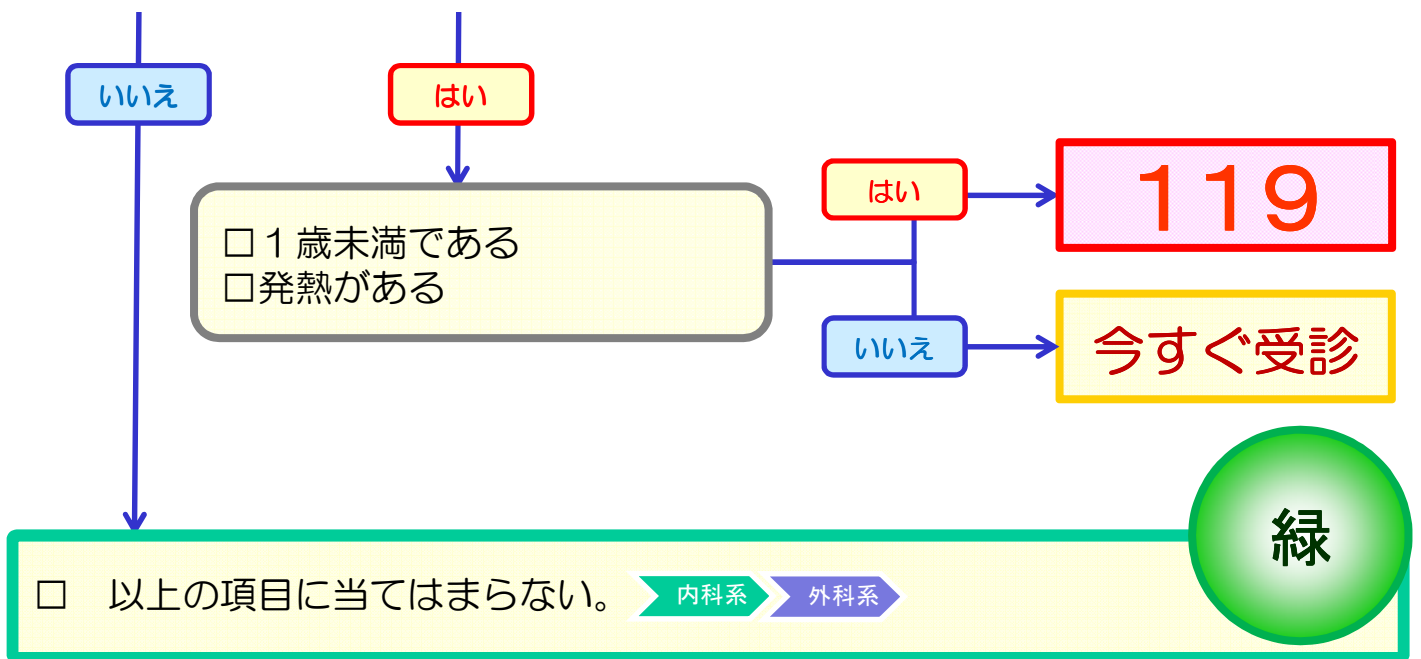 いいえ
はい
□１歳未満である
□発熱がある
はい
119
いいえ
今すぐ受診
緑
□　以上の項目に当てはまらない。 内科系 外科系